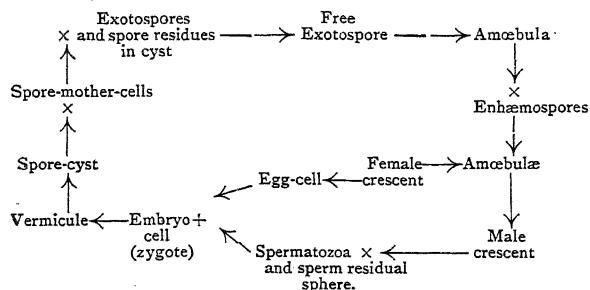 Exotospores
× and spore residues
in cyst
Free
Exotospore
Amœbula
×
Enhæmospores
Spore-mother-cells
×
Spore-cyst
Vermicule
Embryo+
cell
(zygote)
Egg-cell
Female
crescent
Amœbulæ
Male
crescent
Spermatozoa ×
and sperm residual
sphere.